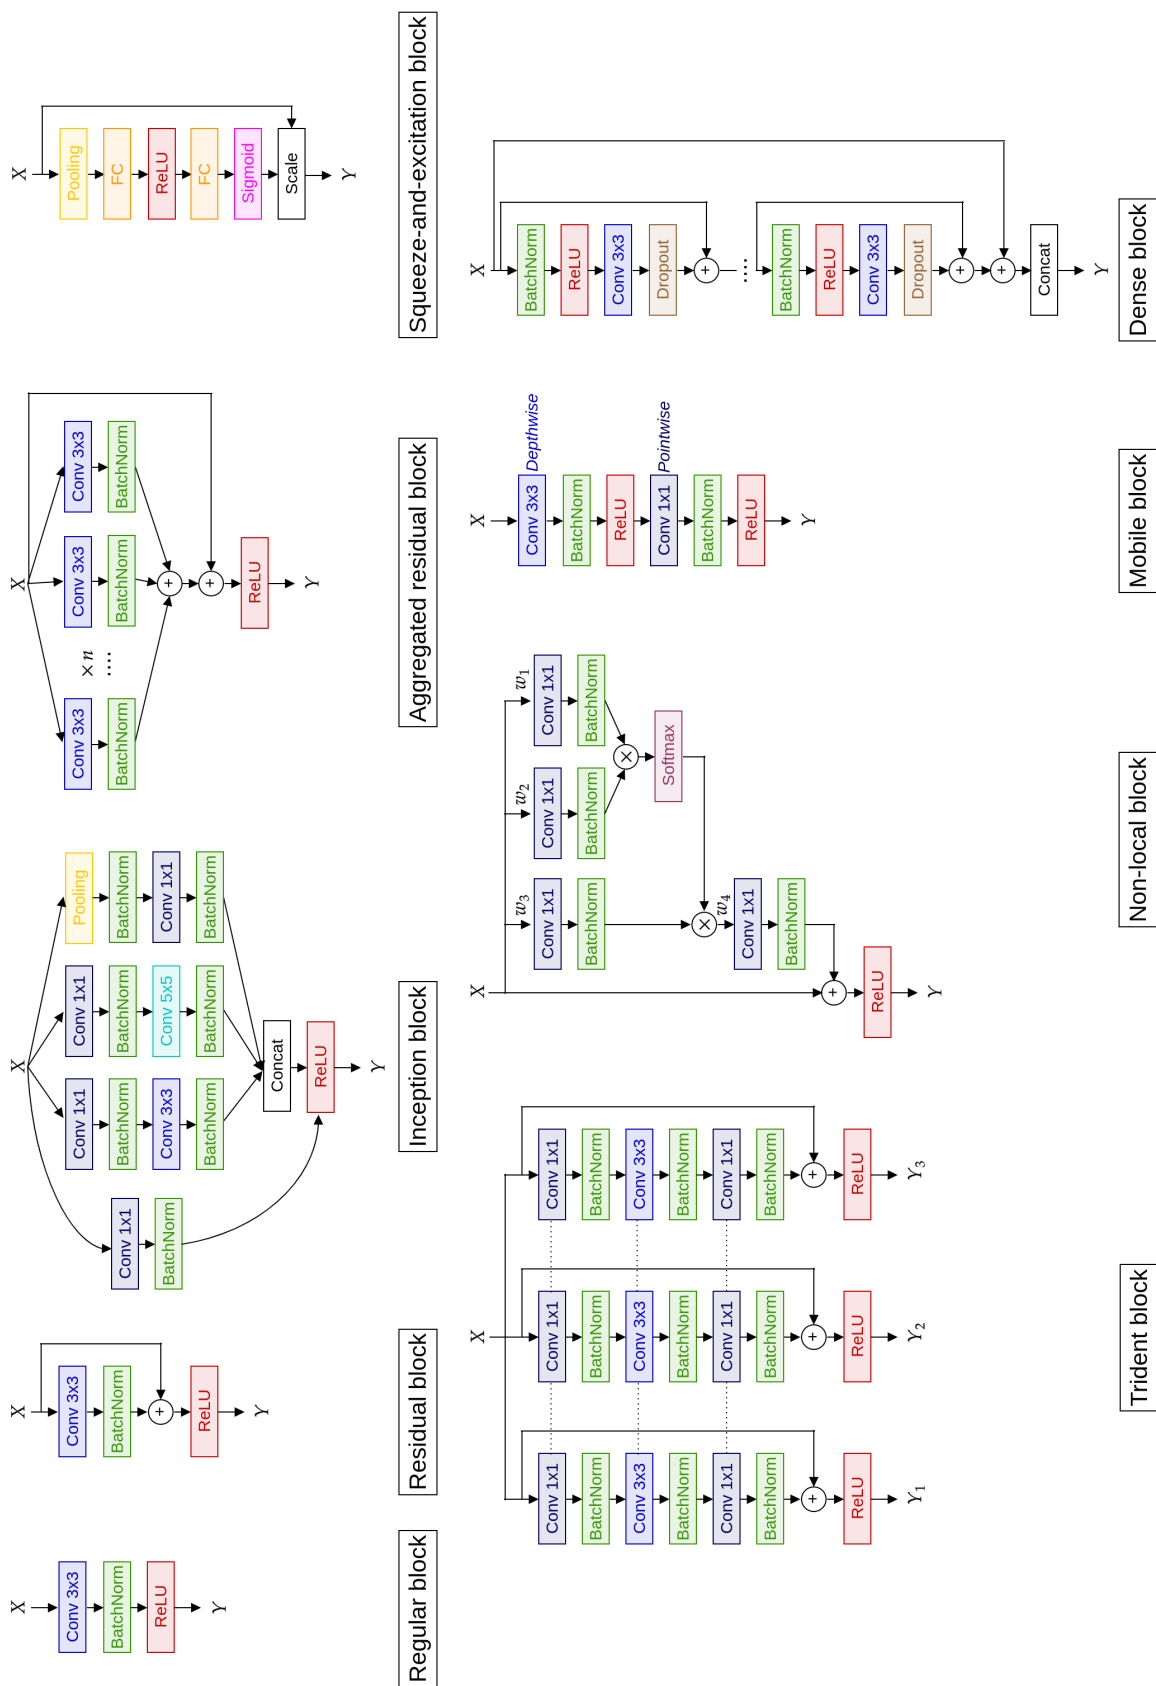 X
Conv 3x3
BatchNorm
ReLU
Y
Regular block
X
Conv 3x3
BatchNorm
+
ReLU
Y
Residual block
X
Conv 1x1
BatchNorm
Conv 1x1
BatchNorm
Conv 3x3
BatchNorm
Conv 1x1
BatchNorm
Conv 5x5
BatchNorm
Pooling
BatchNorm
Conv 1x1
BatchNorm
Concat
ReLU
Y
Inception block
X
Conv 3x3
BatchNorm
×n
....
Conv 3x3
BatchNorm
Conv 3x3
BatchNorm
+
+
ReLU
Y
Aggregated residual block
X
Pooling
FC
ReLU
FC
Sigmoid
Scale
Y
Squeeze-and-excitation block
X
Conv 1x1
BatchNorm
Conv 3x3
BatchNorm
Conv 1x1
BatchNorm
+
ReLU
Y1
Conv 1x1
BatchNorm
Conv 3x3
BatchNorm
Conv 1x1
BatchNorm
+
ReLU
Y2
Conv 1x1
BatchNorm
Conv 3x3
BatchNorm
Conv 1x1
BatchNorm
+
ReLU
Y3
Trident block
X
w3
Conv 1x1
BatchNorm
w2
Conv 1x1
BatchNorm
w1
Conv 1x1
BatchNorm
×
Softmax
×
w4
Conv 1x1
BatchNorm
+
ReLU
Y
Non-local block
X
Conv 3x3 Depthwise
BatchNorm
ReLU
Conv 1x1 Pointwise
BatchNorm
ReLU
Y
Mobile block
X
BatchNorm
ReLU
Conv 3x3
Dropout
+
....
BatchNorm
ReLU
Conv 3x3
Dropout
+
+
Concat
Y
Dense block